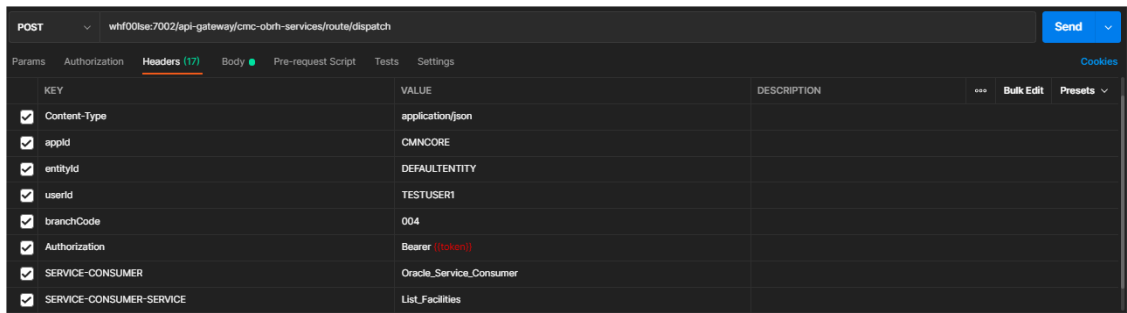 POST whf00lse:7002/api-gateway/cmc-obrh-services/route/dispatch Send
Params Authorization Headers (17) Body Pre-request Script Tests Settings Cookies
KEY VALUE DESCRIPTION ooo Bulk Edit Presets
Content-Type application/json
appId CMNCORE
entityId DEFAULTENTITY
userId TESTUSER1
branchCode 004
Authorization Bearer {{token}}
SERVICE-CONSUMER Oracle_Service_Consumer
SERVICE-CONSUMER-SERVICE List_Facilities